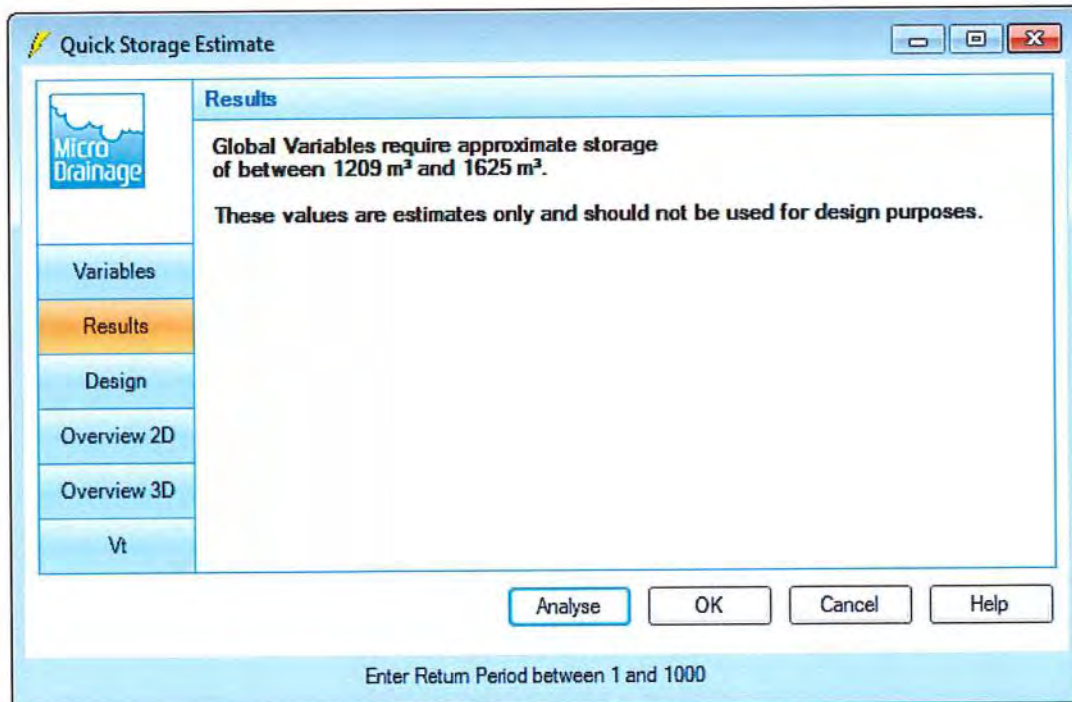 Quick Storage Estimate
Micro
Drainage
Results
Global Variables require approximate storage
of between 1209 m³ and 1625 m³.
These values are estimates only and should not be used for design purposes.
Variables
Results
Design
Overview 2D
Overview 3D
Vt
Analyse
OK
Cancel
Help
Enter Return Period between 1 and 1000